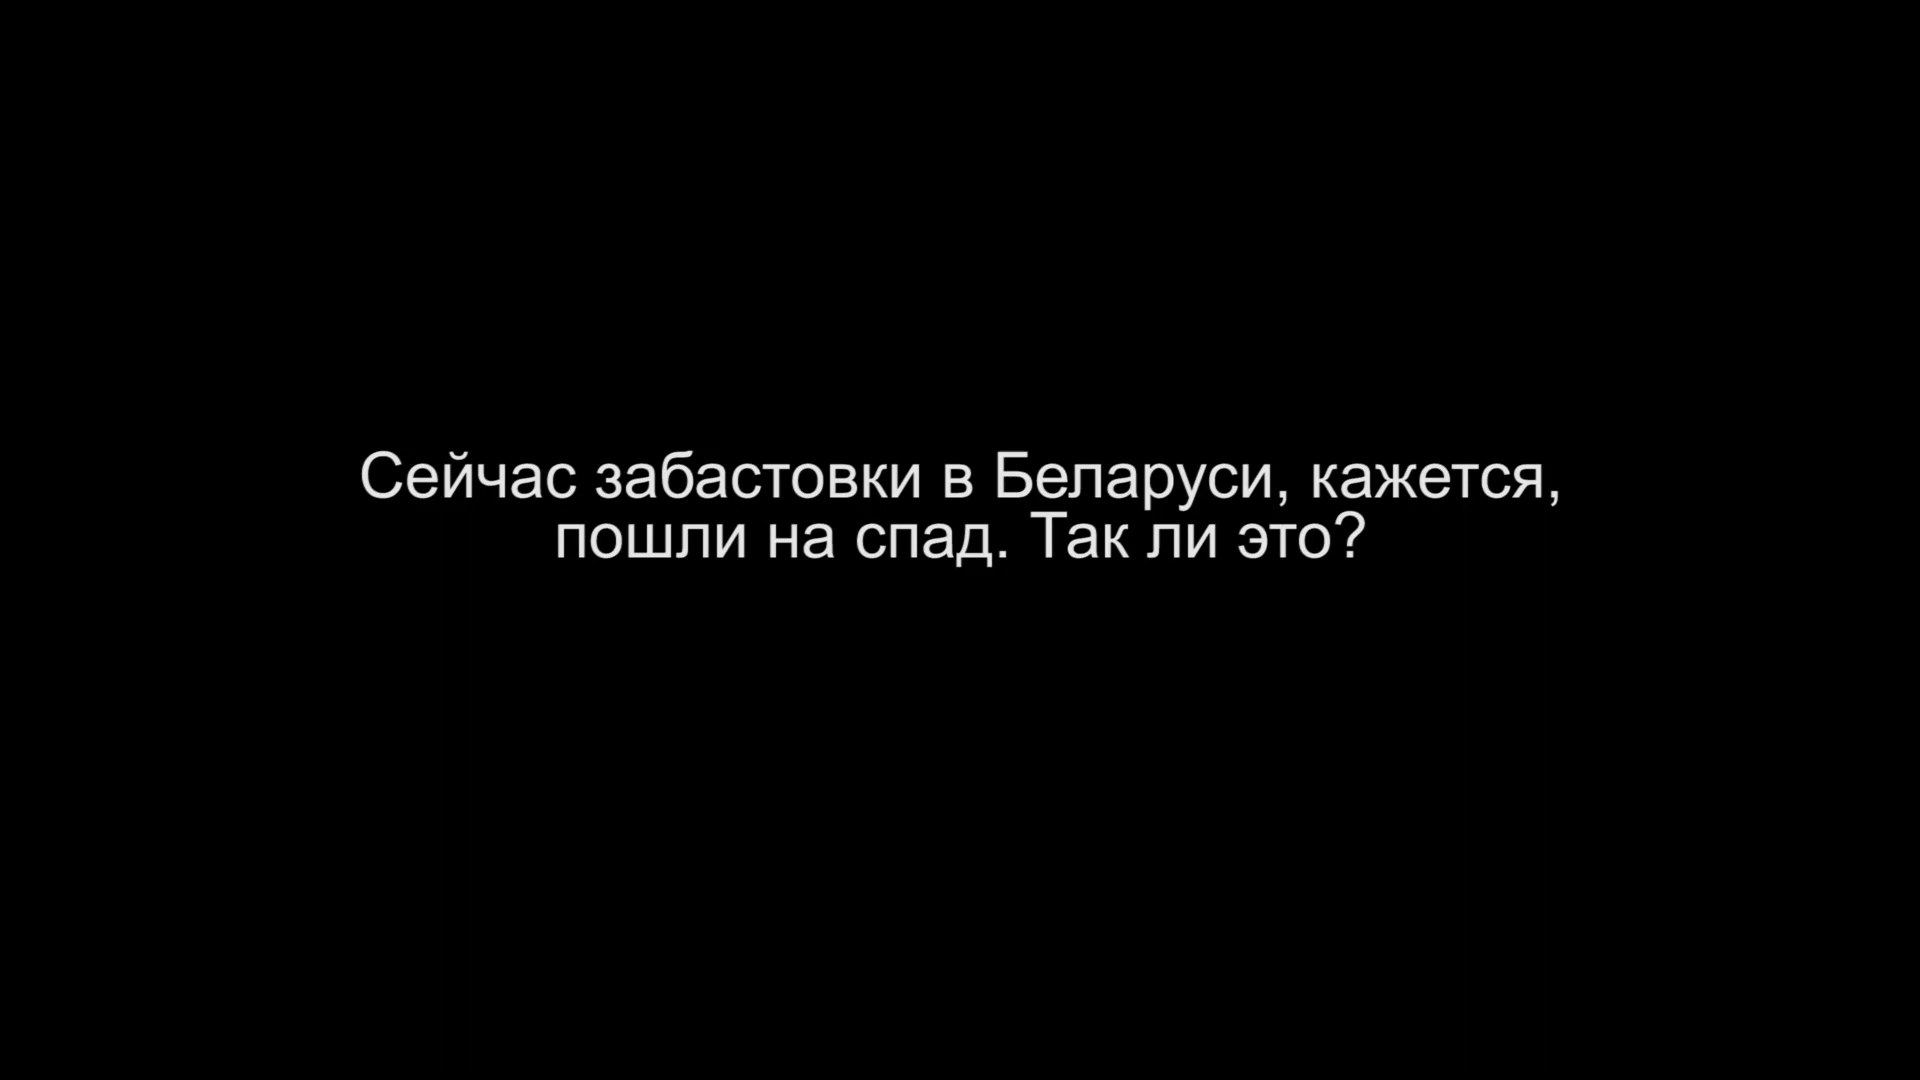 Сейчас забастовки в Беларуси, кажется,
пошли на спад. Так ли это?